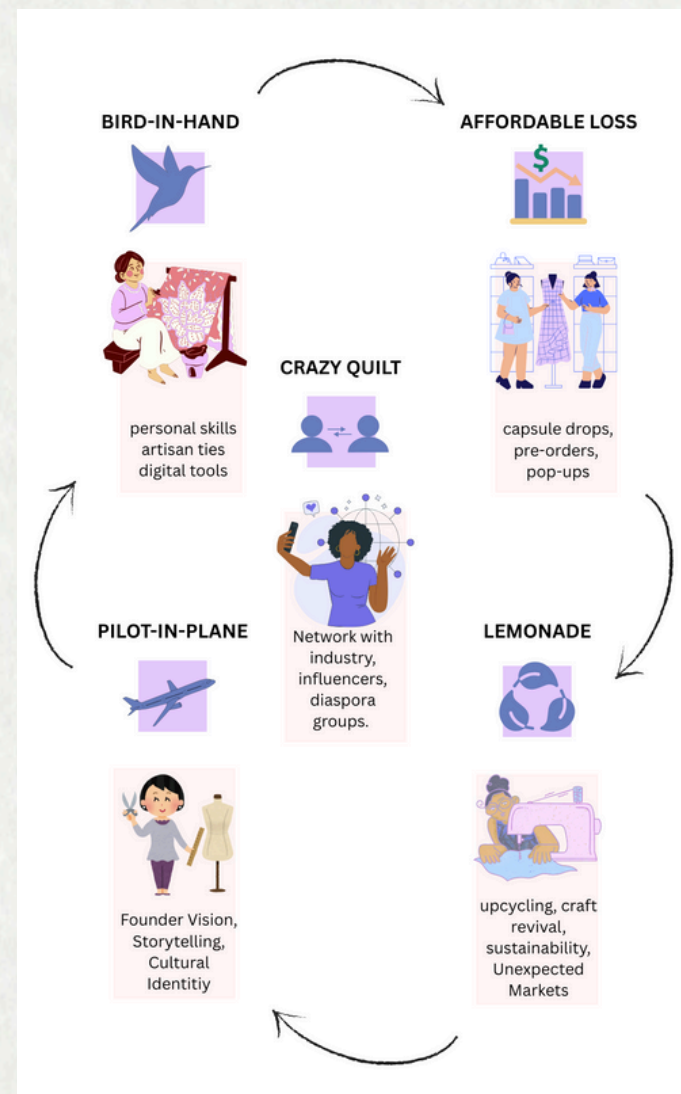 BIRD-IN-HAND
personal skills
artisan ties
digital tools
AFFORDABLE LOSS
$
capsule drops,
pre-orders,
pop-ups
CRAZY QUILT
Network with
industry,
influencers,
diaspora
groups.
PILOT-IN-PLANE
Founder Vision,
Storytelling,
Cultural
Identitiy
LEMONADE
upcycling, craft
revival,
sustainability,
Unexpected
Markets